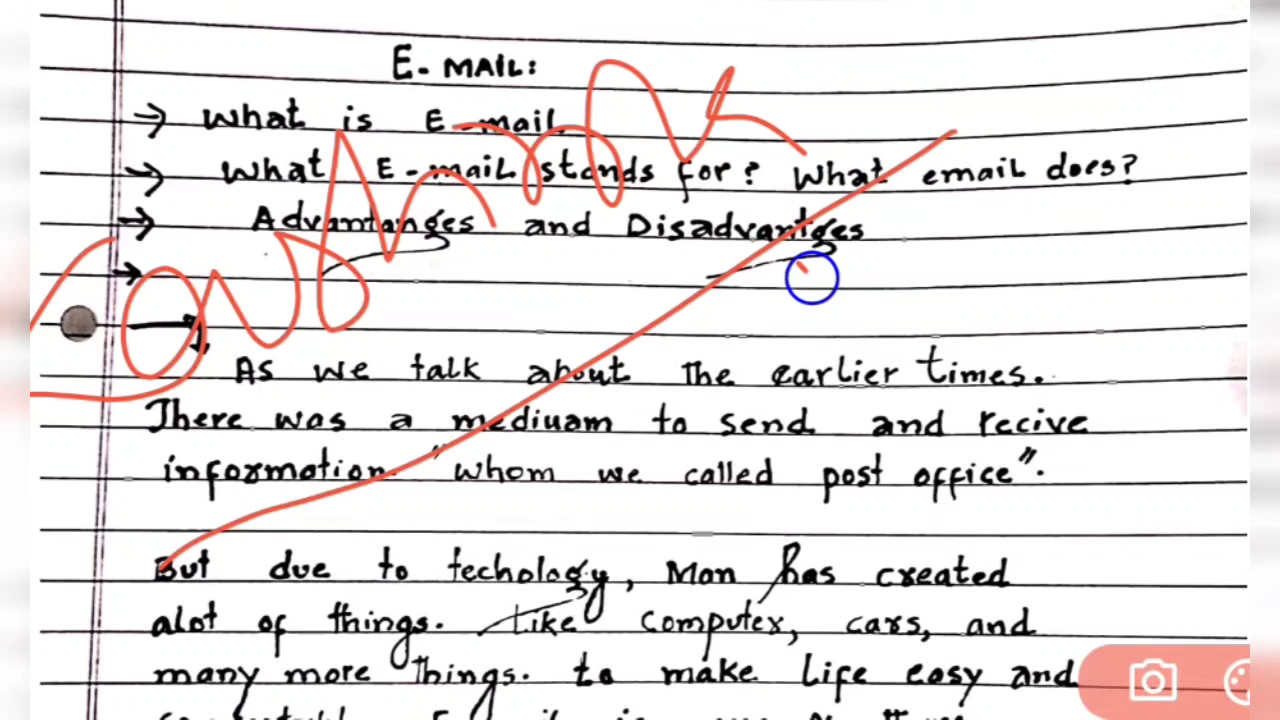 E-MAIL:
→ What is E-mail
→ What E-mail stands for? What email does?
→ Advantanges and Disadvantges
→
As we talk about The earlier times.
There was a mediuam to send and recive
information "whom we called post office".
But due to techology, Man has created
alot of things. Like computer, cars, and
many more things. to make Life easy and